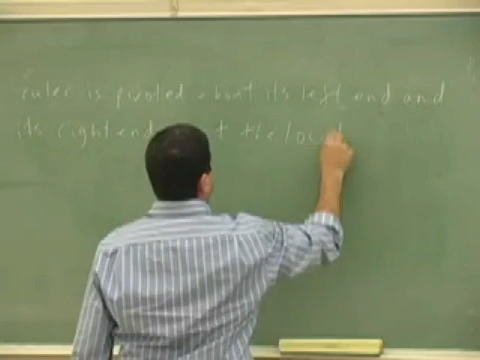 ruler is pivoted about its left end and
its right end t the